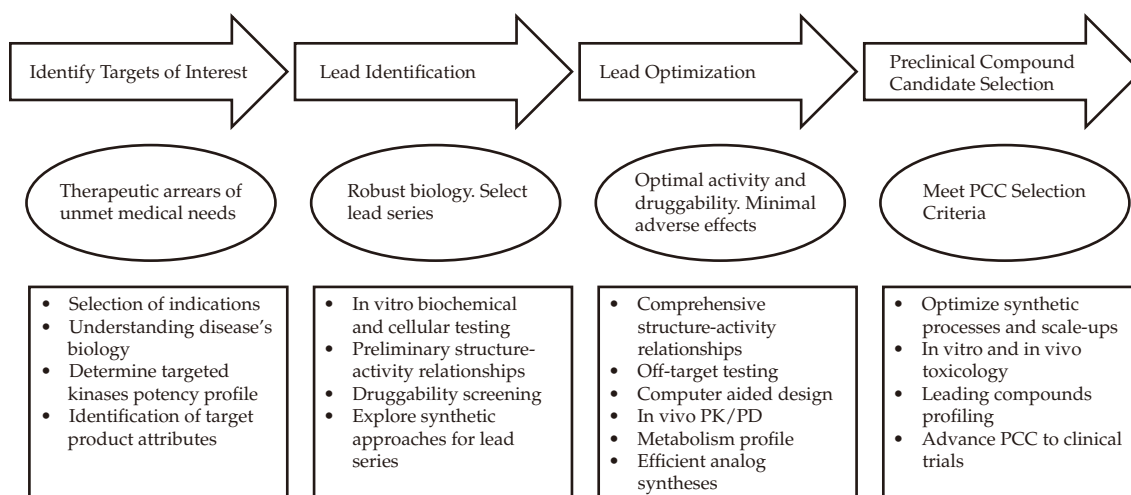 Identify Targets of Interest
Lead Identification
Lead Optimization
Preclinical Compound
Candidate Selection
Therapeutic arrears of
unmet medical needs
Robust biology. Select
lead series
Optimal activity and
druggability. Minimal
adverse effects
Meet PCC Selection
Criteria
• Selection of indications
• Understanding disease's
biology
• Determine targeted
kinases potency profile
• Identification of target
product attributes
• In vitro biochemical
and cellular testing
• Preliminary structure-
activity relationships
• Druggability screening
• Explore synthetic
approaches for lead
series
• Comprehensive
structure-activity
relationships
• Off-target testing
• Computer aided design
• In vivo PK/PD
• Metabolism profile
• Efficient analog
syntheses
• Optimize synthetic
processes and scale-ups
• In vitro and in vivo
toxicology
• Leading compounds
profiling
• Advance PCC to clinical
trials